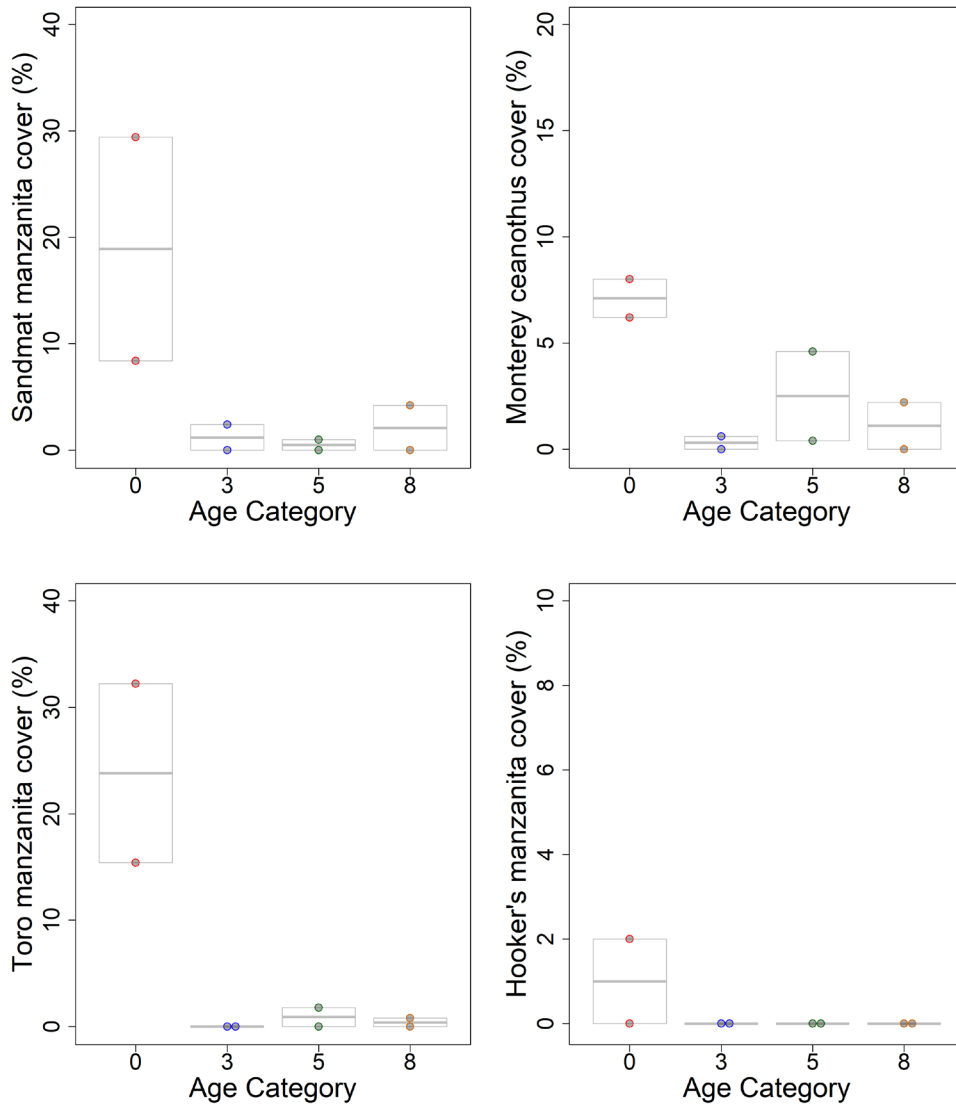 Sandmat manzanita cover (%)
40
30
20
10
0
0 3 5 8
Age Category
Monterey ceanothus cover (%)
20
15
10
5
0
0 3 5 8
Age Category
Toro manzanita cover (%)
40
30
20
10
0
0 3 5 8
Age Category
Hooker's manzanita cover (%)
10
8
6
4
2
0
0 3 5 8
Age Category